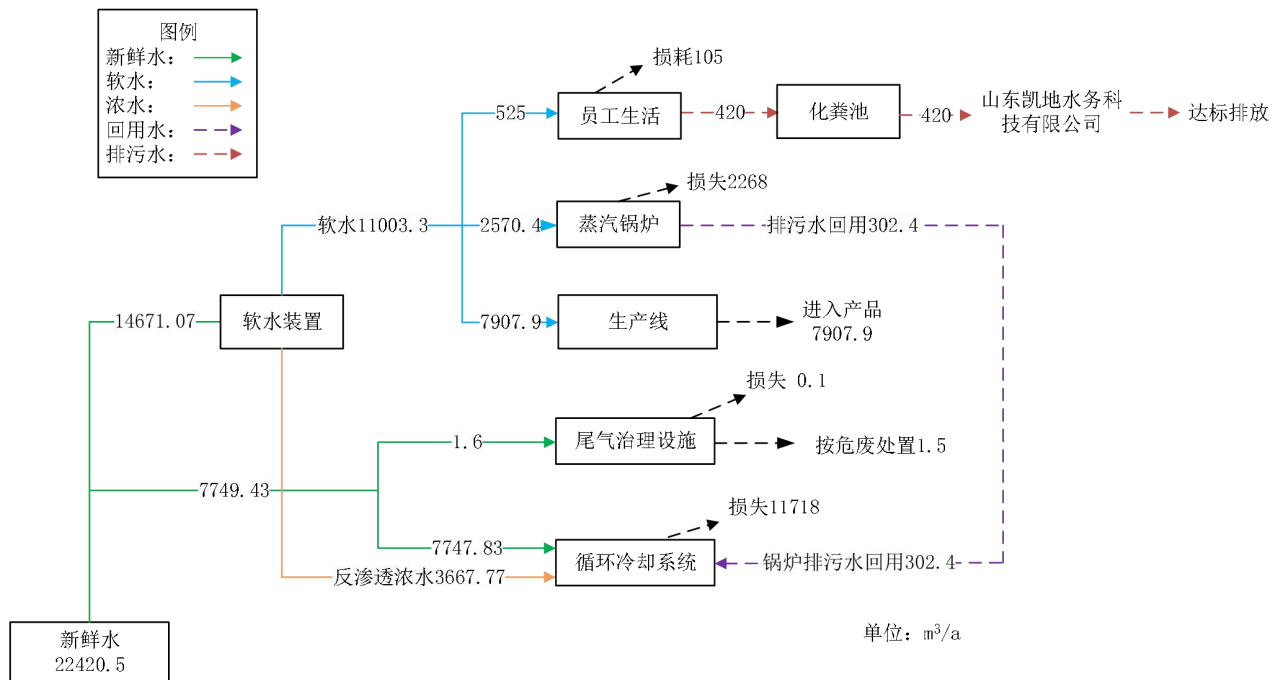 图例
新鲜水：
软水：
浓水：
回用水：
排污水：
损耗105
525
员工生活
420
化粪池
420
山东凯地水务科
技有限公司
达标排放
损失2268
软水11003.3
2570.4
蒸汽锅炉
排污水回用302.4
14671.07
软水装置
7907.9
生产线
进入产品
7907.9
损失 0.1
1.6
尾气治理设施
按危废处置1.5
7749.43
损失11718
7747.83
循环冷却系统
锅炉排污水回用302.4
反渗透浓水3667.77
新鲜水
22420.5
单位：m³/a